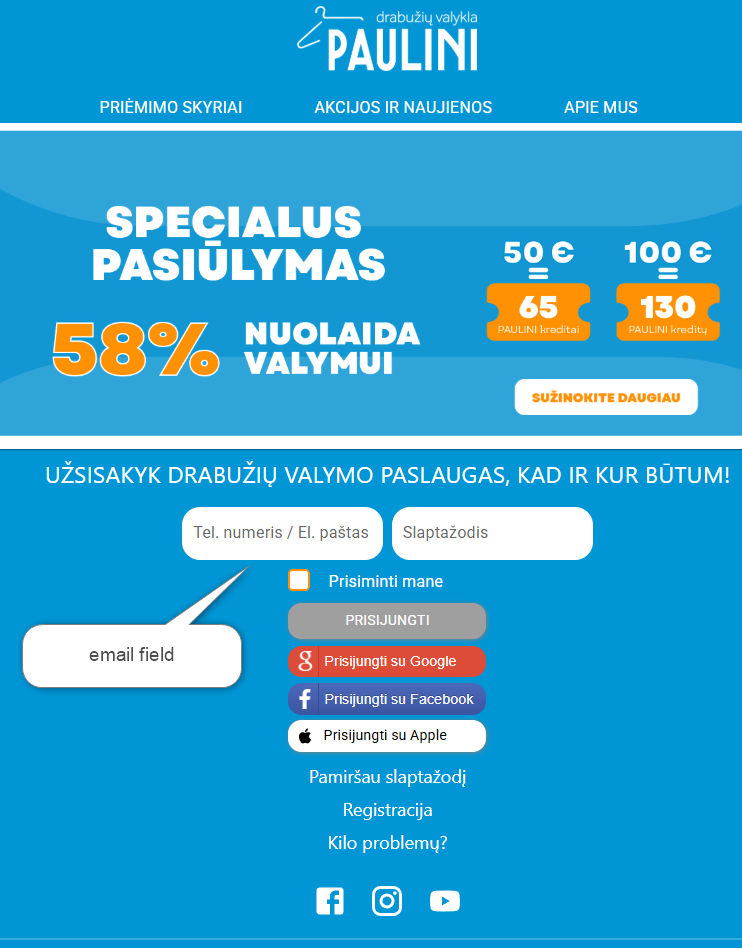 drabužių valykla
PAULINI
PRIĖMIMO SKYRIAI AKCIJOS IR NAUJIENOS APIE MUS
SPECIALUS
PASIŪLYMAS
58% NUOLAIDA
VALYMUI
50 € 100 €
= =
65 130
PAULINI kreditai PAULINI kreditų
SUŽINOKITE DAUGIAU
UŽSISAKYK DRABUŽIŲ VALYMO PASLAUGAS, KAD IR KUR BŪTUM!
Tel. numeris / El. paštas Slaptažodis
Prisiminti mane
PRISIJUNGTI
email field
g Prisijungti su Google
f Prisijungti su Facebook
Prisijungti su Apple
Pamiršau slaptažodį
Registracija
Kilo problemų?